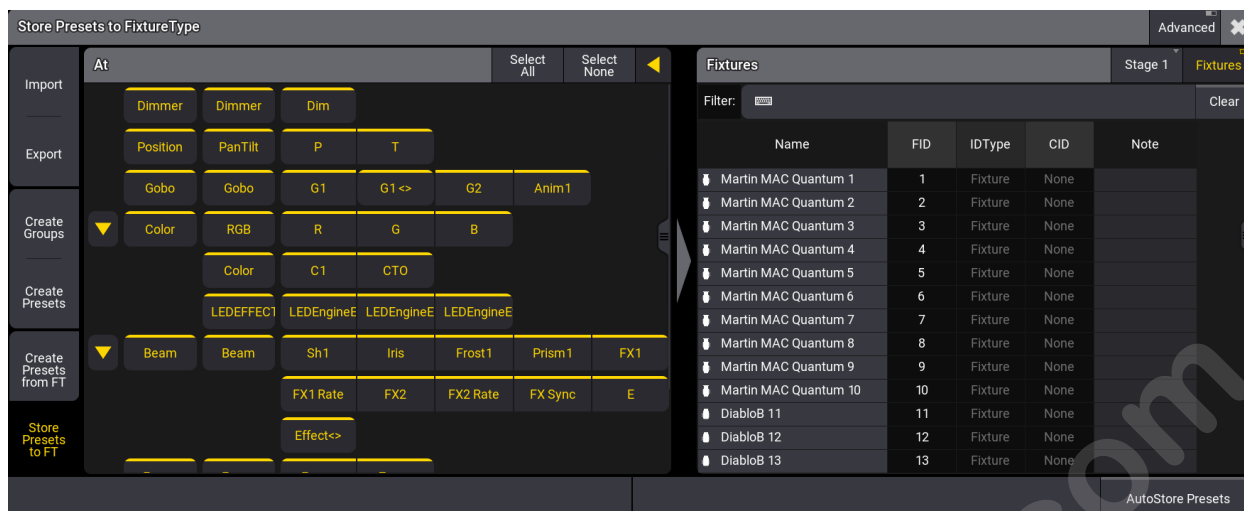 Store Presets to FixtureType
Advanced
Import
Export
Create
Groups
Create
Presets
Create
Presets
from FT
Store
Presets
to FT
At
Select
All
Select
None
Dimmer Dimmer Dim
Position PanTilt P T
Gobo Gobo G1 G1 <> G2 Anim1
Color RGB R G B
Color C1 CTO
LEDEFFECT LEDEngineE LEDEngineE LEDEngineE
Beam Beam Sh1 Iris Frost1 Prism1 FX1
FX1 Rate FX2 FX2 Rate FX Sync E
Effect<>
Fixtures
Stage 1
Fixtures
Filter:
Clear
Name FID IDType CID Note
Martin MAC Quantum 1 1 Fixture None
Martin MAC Quantum 2 2 Fixture None
Martin MAC Quantum 3 3 Fixture None
Martin MAC Quantum 4 4 Fixture None
Martin MAC Quantum 5 5 Fixture None
Martin MAC Quantum 6 6 Fixture None
Martin MAC Quantum 7 7 Fixture None
Martin MAC Quantum 8 8 Fixture None
Martin MAC Quantum 9 9 Fixture None
Martin MAC Quantum 10 10 Fixture None
DiabloB 11 11 Fixture None
DiabloB 12 12 Fixture None
DiabloB 13 13 Fixture None
AutoStore Presets
com